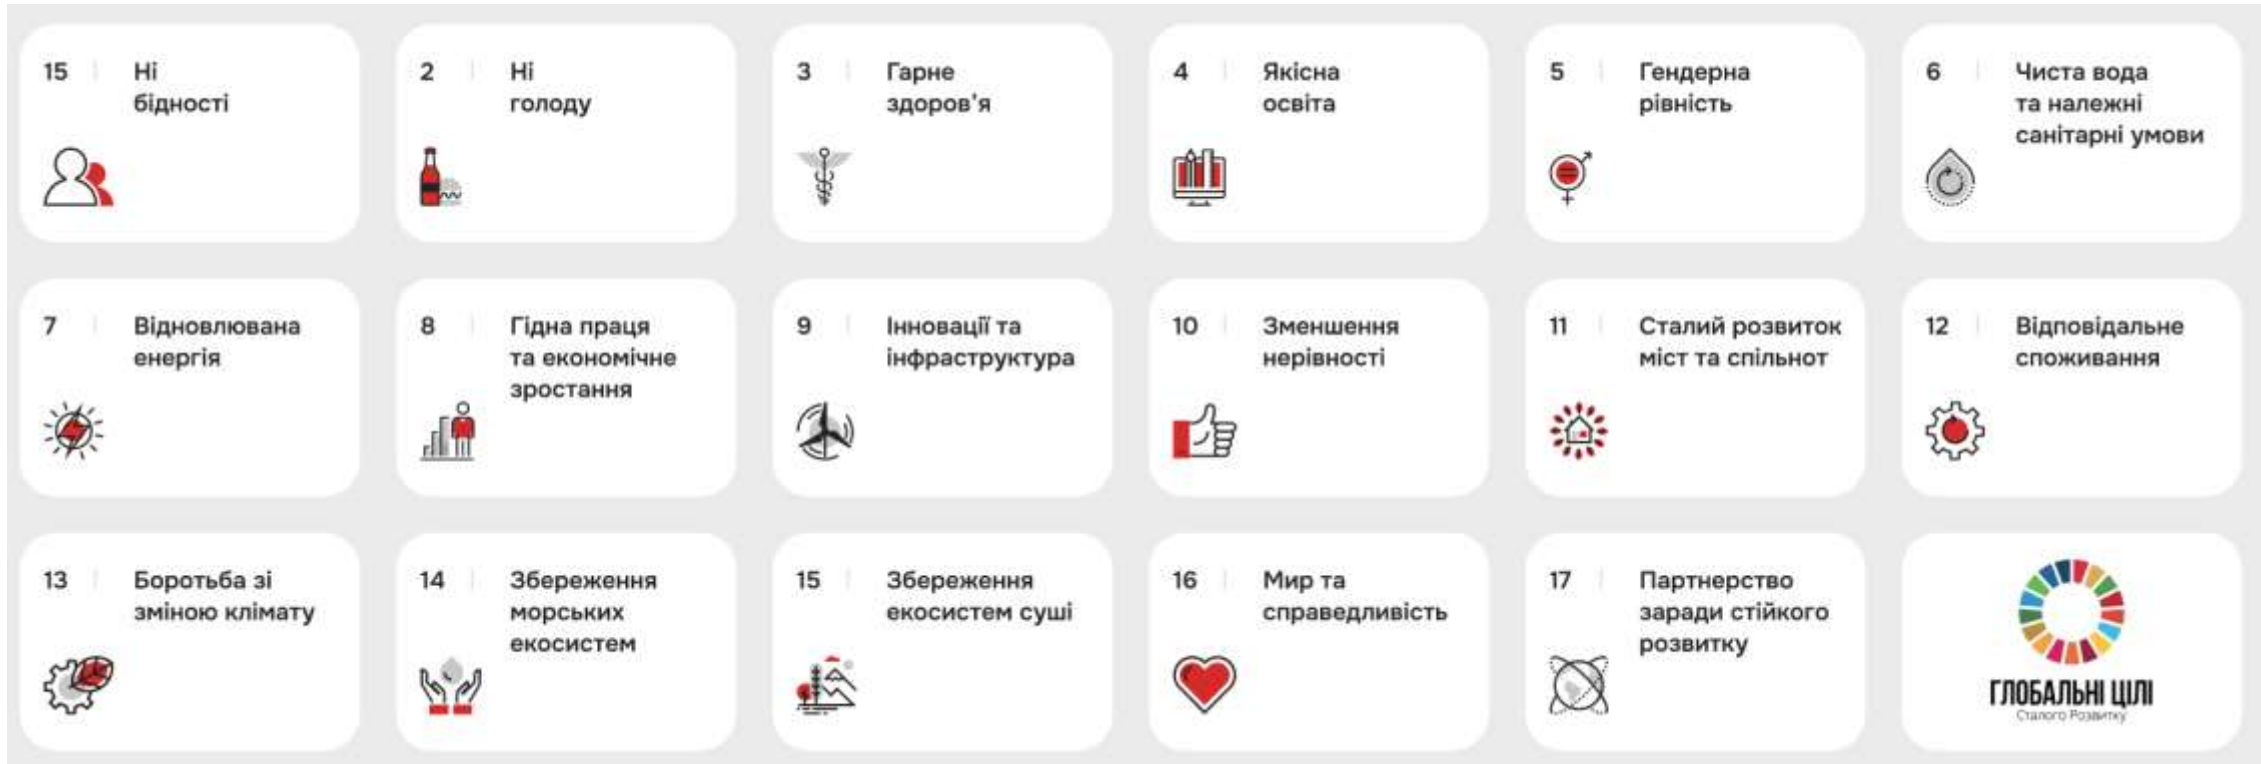 15
Ні
бідності
2
Ні
голоду
3
Гарне
здоров'я
4
Якісна
освіта
5
Гендерна
рівність
6
Чиста вода
та належні
санітарні умови
7
Відновлювана
енергія
8
Гідна праця
та економічне
зростання
9
Інновації та
інфраструктура
10
Зменшення
нерівності
11
Сталий розвиток
міст та спільнот
12
Відповідальне
споживання
13
Боротьба зі
зміною клімату
14
Збереження
морських
екосистем
15
Збереження
екосистем суші
16
Мир та
справедливість
17
Партнерство
заради стійкого
розвитку
ГЛОБАЛЬНІ ЦІЛІ
Сталого Розвитку